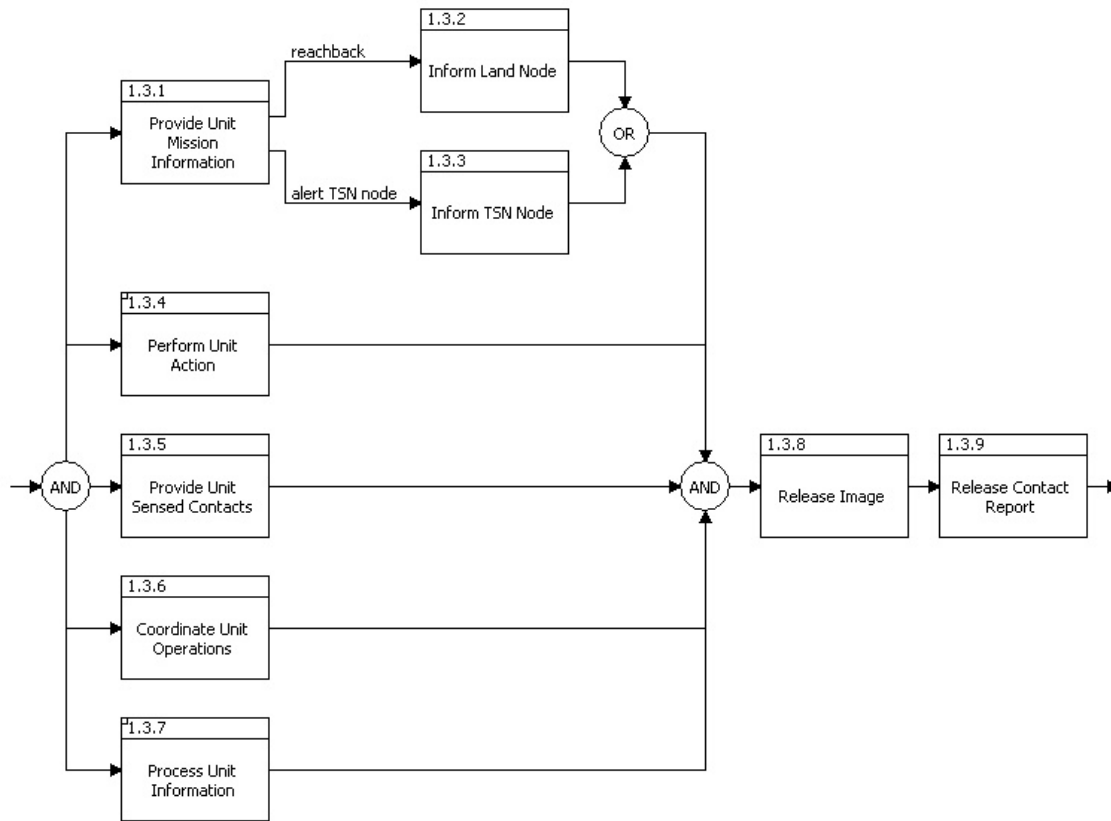 1.3.2
reachback
Inform Land Node
1.3.1
Provide Unit
Mission
Information
OR
1.3.3
alert TSN node
Inform TSN Node
1.3.4
Perform Unit
Action
1.3.5
AND
Provide Unit
Sensed Contacts
AND
1.3.8
Release Image
1.3.9
Release Contact
Report
1.3.6
Coordinate Unit
Operations
1.3.7
Process Unit
Information